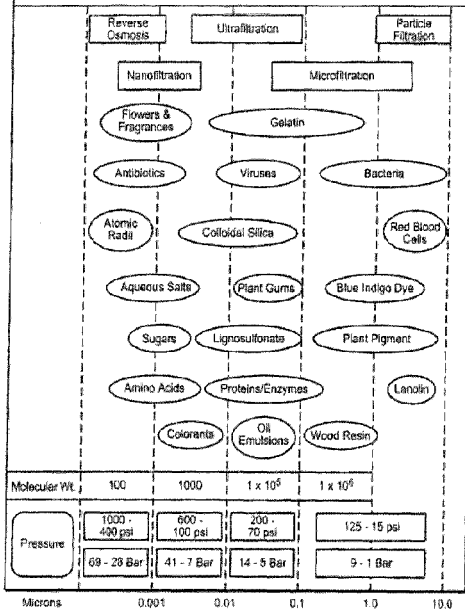 Reverse Osmosis
Ultrafiltration
Particle Filtration
Nanofiltration
Microfiltration
Flowers & Fragrances
Gelatin
Antibiotics
Viruses
Bacteria
Atomic Radii
Colloidal Silica
Red Blood Cells
Aqueous Salts
Plant Gums
Blue Indigo Dye
Sugars
Lignosulfonate
Plant Pigment
Amino Acids
Proteins/Enzymes
Lanolin
Colorants
Oil Emulsions
Wood Resin
Molecular Wt. 100 1000 1 x 10⁵ 1 x 10⁶
Pressure
1000 - 400 psi
600 - 100 psi
200 - 70 psi
125 - 15 psi
69 - 28 Bar
41 - 7 Bar
14 - 5 Bar
9 - 1 Bar
Microns 0.001 0.01 0.1 1.0 10.0